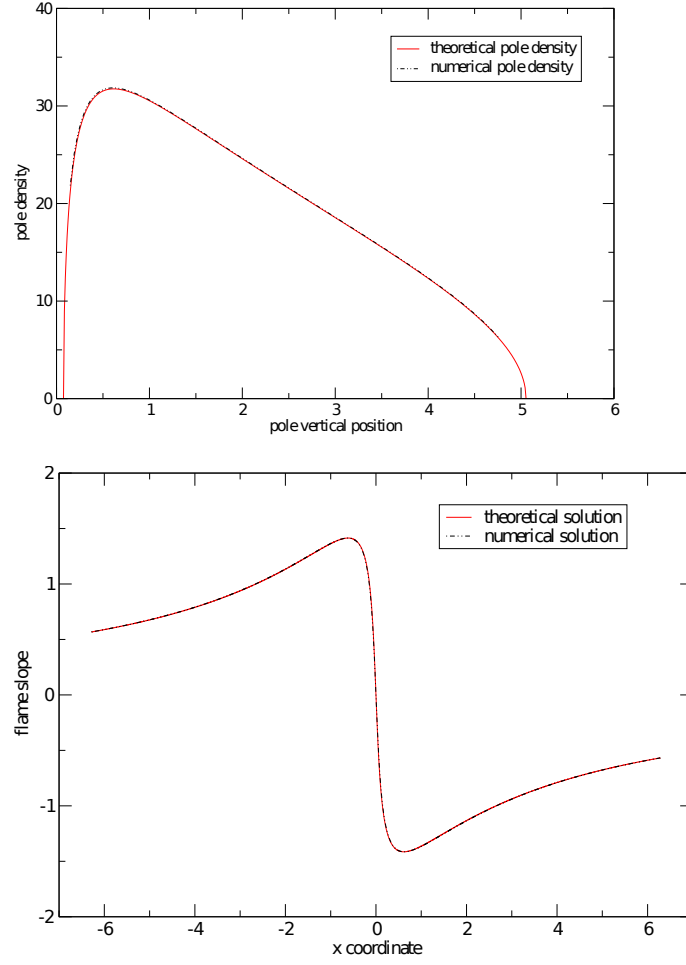 40
theoretical pole density
numerical pole density
30
pole density
20
10
0
0 1 2 3 4 5 6
pole vertical position
2
theoretical solution
numerical solution
1
flame slope
0
-1
-2
-6 -4 -2 0 2 4 6
x coordinate